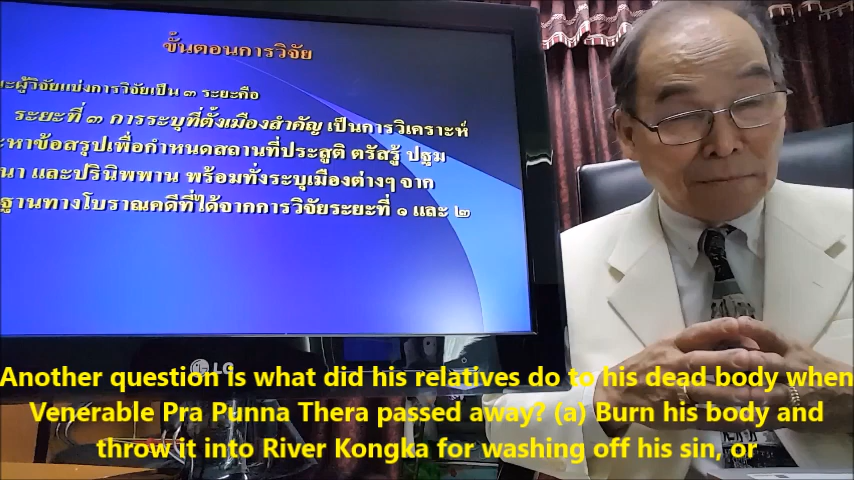 ขั้นตอนการวิจัย
ณะผู้วิจัยแบ่งการวิจัยเป็น ๓ ระยะคือ
ระยะที่ ๓ การระบุที่ตั้งเมืองสำคัญ เป็นการวิเคราะห์
ะหาข้อสรุปเพื่อกำหนดสถานที่ประสูติ ตรัสรู้ ปฐม
นา และปรินิพพาน พร้อมทั้งระบุเมืองต่างๆ จาก
ฐานทางโบราณคดีที่ได้จากการวิจัยระยะที่ ๑ และ ๒
LG
Another question is what did his relatives do to his dead body when
Venerable Pra Punna Thera passed away? (a) Burn his body and
throw it into River Kongka for washing off his sin, or